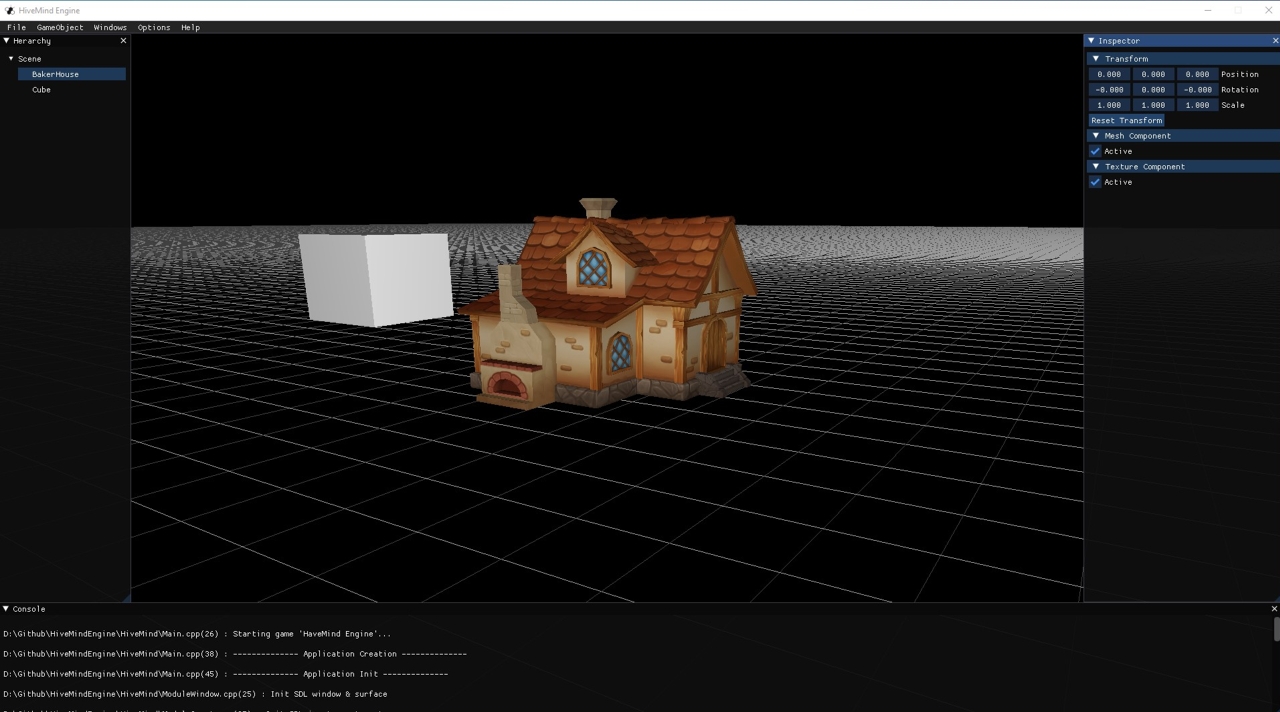 HiveMind Engine
File GameObject Windows Options Help
Herarchy
Scene
BakerHouse
Cube
Inspector
Transform
0.000 0.000 0.000 Position
-0.000 0.000 -0.000 Rotation
1.000 1.000 1.000 Scale
Reset Transform
Mesh Component
Active
Texture Component
Active
Console
D:\Github\HiveMindEngine\HiveMind\Main.cpp(26) : Starting game 'HaveMind Engine'...
D:\Github\HiveMindEngine\HiveMind\Main.cpp(38) : -------------- Application Creation --------------
D:\Github\HiveMindEngine\HiveMind\Main.cpp(45) : -------------- Application Init --------------
D:\Github\HiveMindEngine\HiveMind\ModuleWindow.cpp(25) : Init SDL window & surface